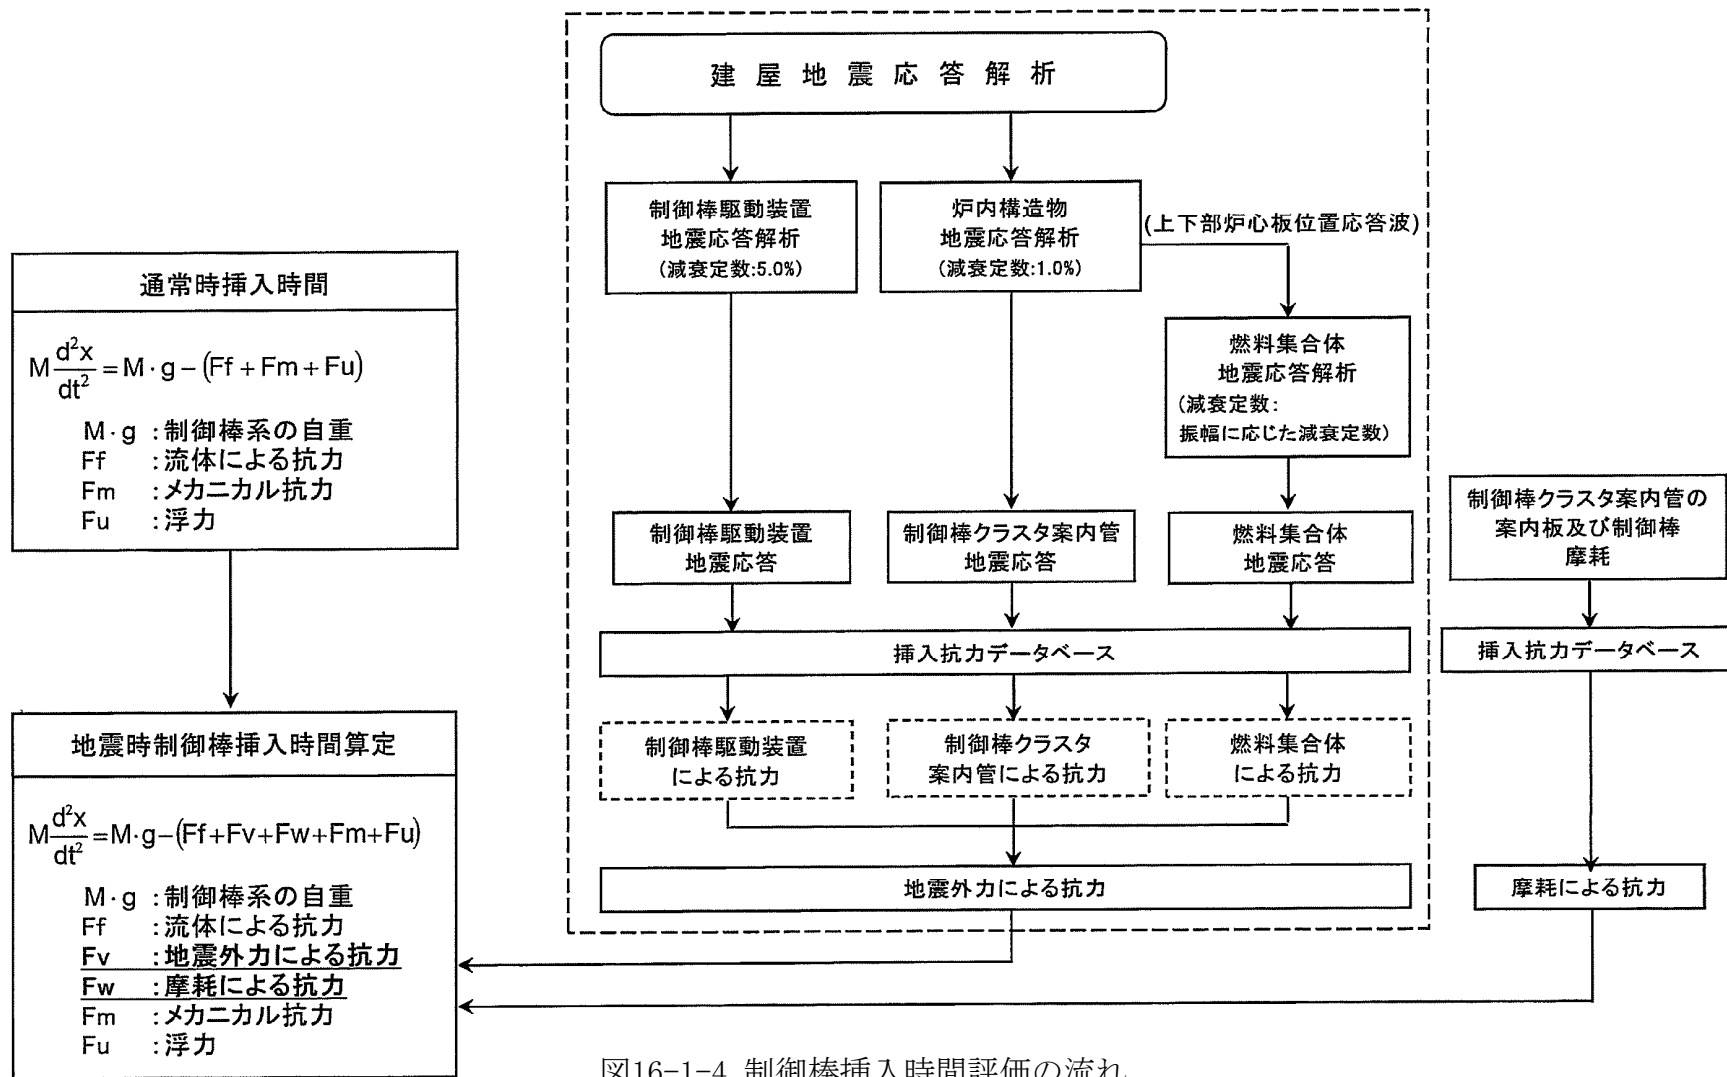 建屋地震応答解析
制御棒駆動装置
地震応答解析
(減衰定数:5.0%)
炉内構造物
地震応答解析
(減衰定数:1.0%)
(上下部炉心板位置応答波)
燃料集合体
地震応答解析
(減衰定数:
振幅に応じた減衰定数)
制御棒駆動装置
地震応答
制御棒クラスタ案内管
地震応答
燃料集合体
地震応答
挿入抗力データベース
制御棒駆動装置
による抗力
制御棒クラスタ
案内管による抗力
燃料集合体
による抗力
地震外力による抗力
制御棒クラスタ案内管の
案内板及び制御棒
摩耗
挿入抗力データベース
摩耗による抗力
通常時挿入時間
M d²x/dt² = M・g − (Ff + Fm + Fu)
M・g :制御棒系の自重
Ff :流体による抗力
Fm :メカニカル抗力
Fu :浮力
地震時制御棒挿入時間算定
M d²x/dt² = M・g−(Ff+Fv+Fw+Fm+Fu)
M・g :制御棒系の自重
Ff :流体による抗力
Fv :地震外力による抗力
Fw :摩耗による抗力
Fm :メカニカル抗力
Fu :浮力
図16-1-4 制御棒挿入時間評価の流れ